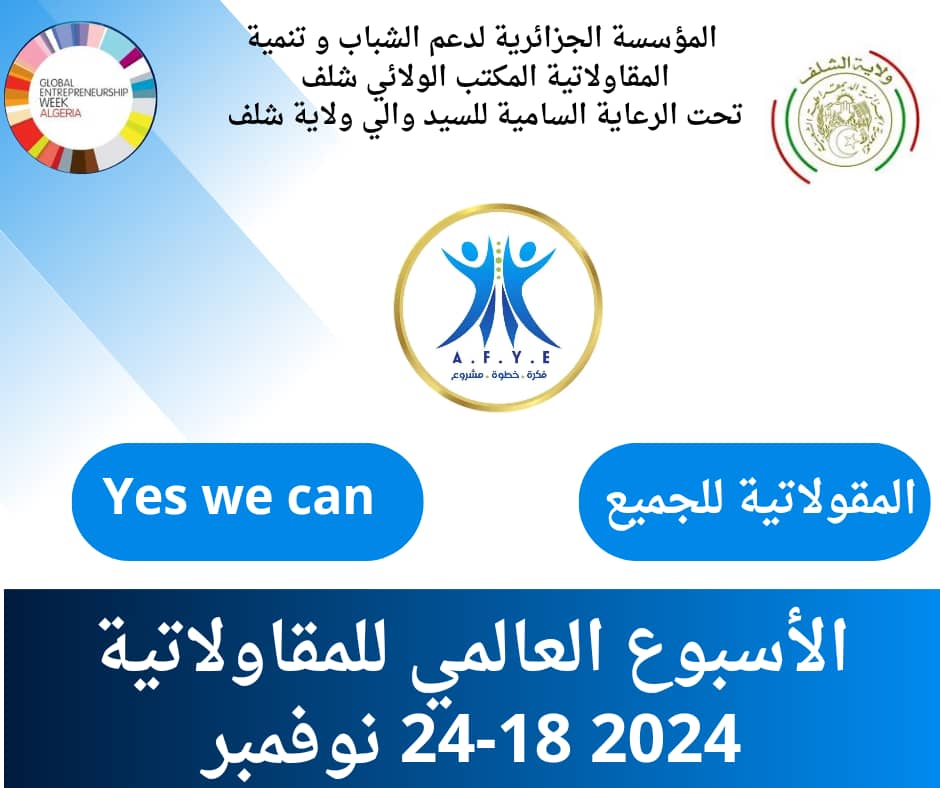 المؤسسة الجزائرية لدعم الشباب و تنمية
المقاولاتية المكتب الولائي شلف
تحت الرعاية السامية للسيد والي ولاية شلف
GLOBAL
ENTREPRENEURSHIP
WEEK
ALGERIA
ولاية الشلف
A.F.Y.E
فكرة . خطوة . مشروع
المقولاتية للجميع
Yes we can
الأسبوع العالمي للمقاولاتية
2024 18-24 نوفمبر